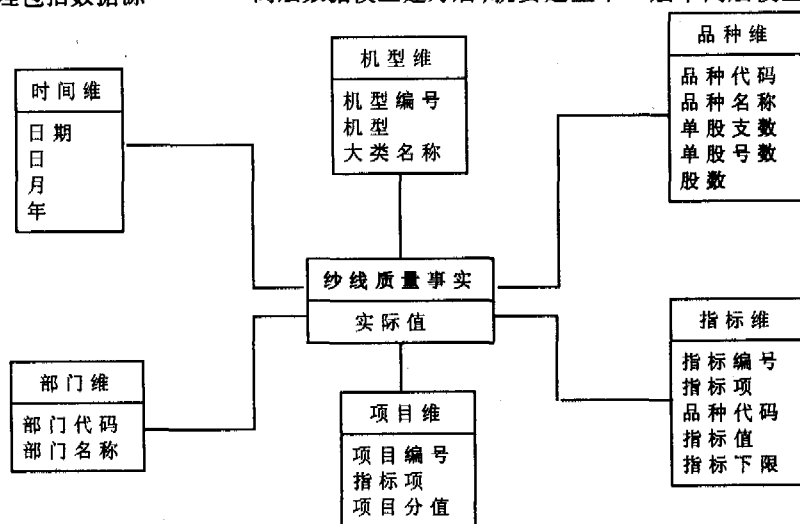 时间维
日期
日
月
年
机型维
机型编号
机型
大类名称
品种维
品种代码
品种名称
单股支数
单股号数
股数
纱线质量事实
实际值
部门维
部门代码
部门名称
项目维
项目编号
指标项
项目分值
指标维
指标编号
指标项
品种代码
指标值
指标下限